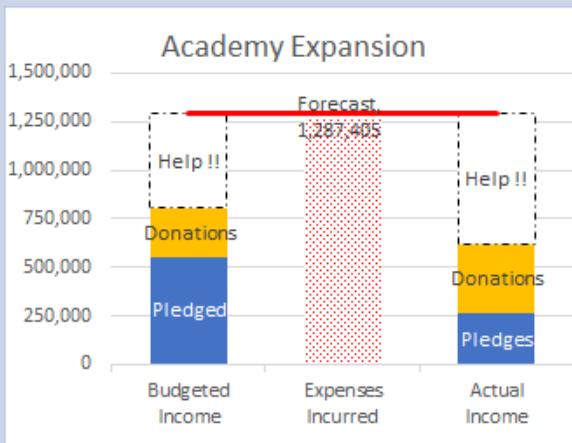 Academy Expansion
1,500,000
1,250,000
1,000,000
750,000
500,000
250,000
0
Forecast,
1,287,405
Help !!
Donations
Pledged
Help !!
Donations
Pledges
Budgeted
Income
Expenses
Incurred
Actual
Income